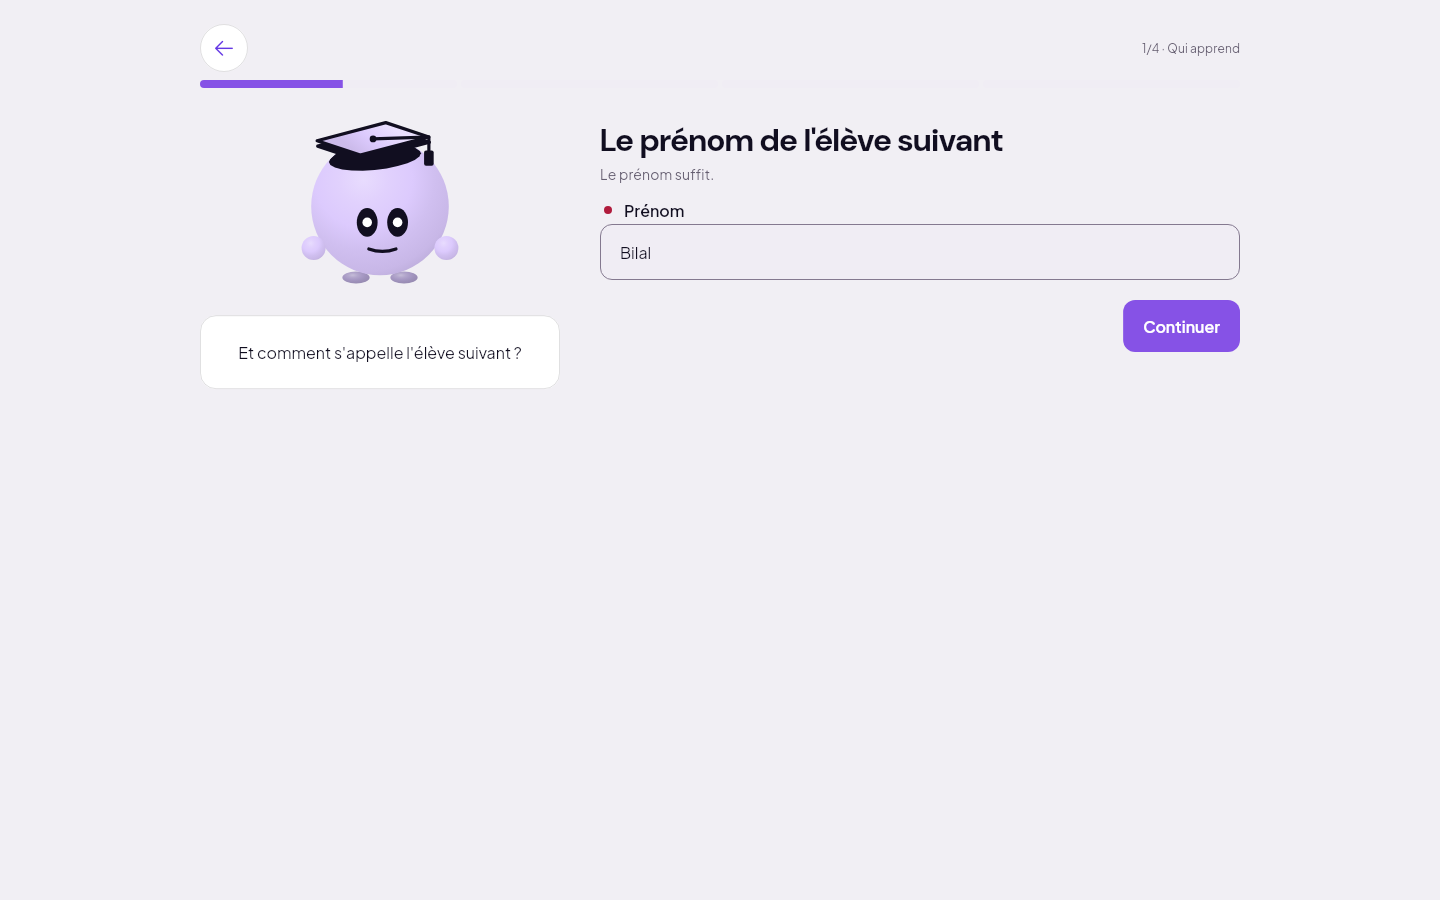 1/4 · Qui apprend
Le prénom de l'élève suivant
Le prénom suffit.
Prénom
Bilal
Continuer
Et comment s'appelle l'élève suivant ?